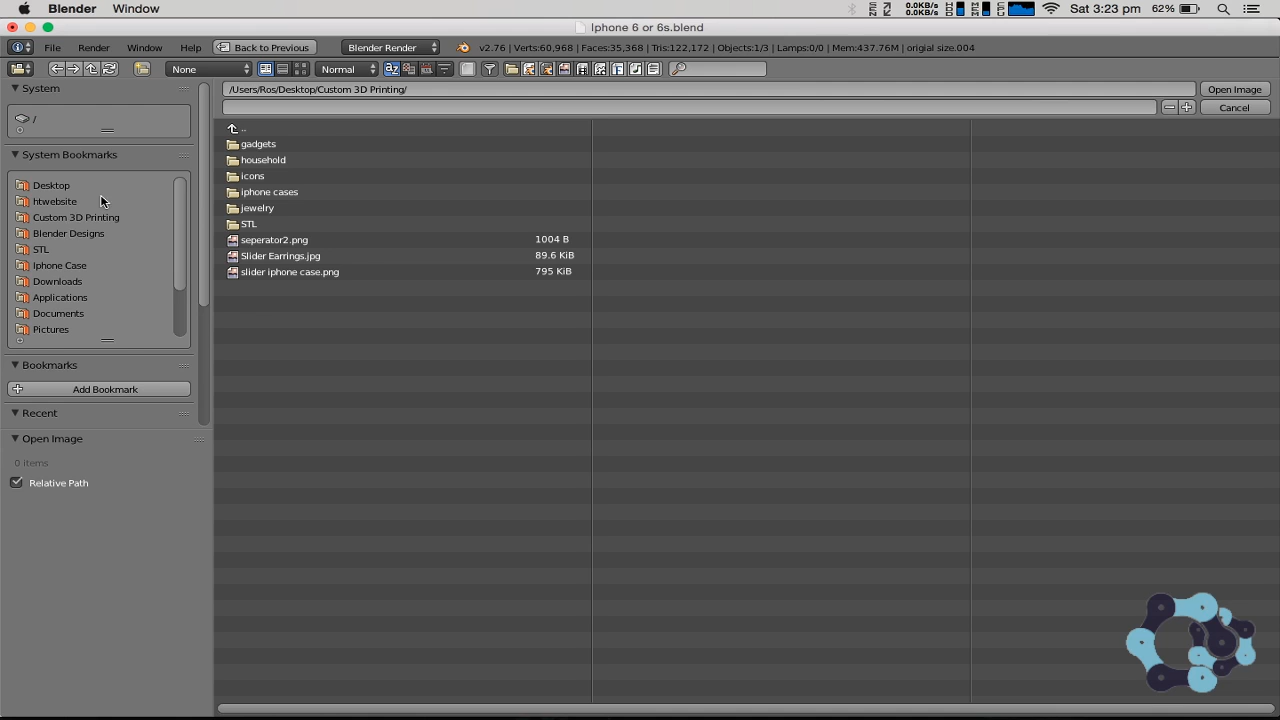 Blender Window 0.0KB/s 0.0KB/s Sat 3:23 pm 62%
Iphone 6 or 6s.blend
File Render Window Help Back to Previous Blender Render v2.76 | Verts:60,968 | Faces:35,368 | Tris:122,172 | Objects:1/3 | Lamps:0/0 | Mem:437.76M | origial size.004
None Normal
System
/
System Bookmarks
Desktop
htwebsite
Custom 3D Printing
Blender Designs
STL
Iphone Case
Downloads
Applications
Documents
Pictures
Bookmarks
Add Bookmark
Recent
Open Image
0 items
Relative Path
/Users/Ros/Desktop/Custom 3D Printing/ Open Image
Cancel
..
gadgets
household
icons
iphone cases
jewelry
STL
seperator2.png 1004 B
Slider Earrings.jpg 89.6 KiB
slider iphone case.png 795 KiB